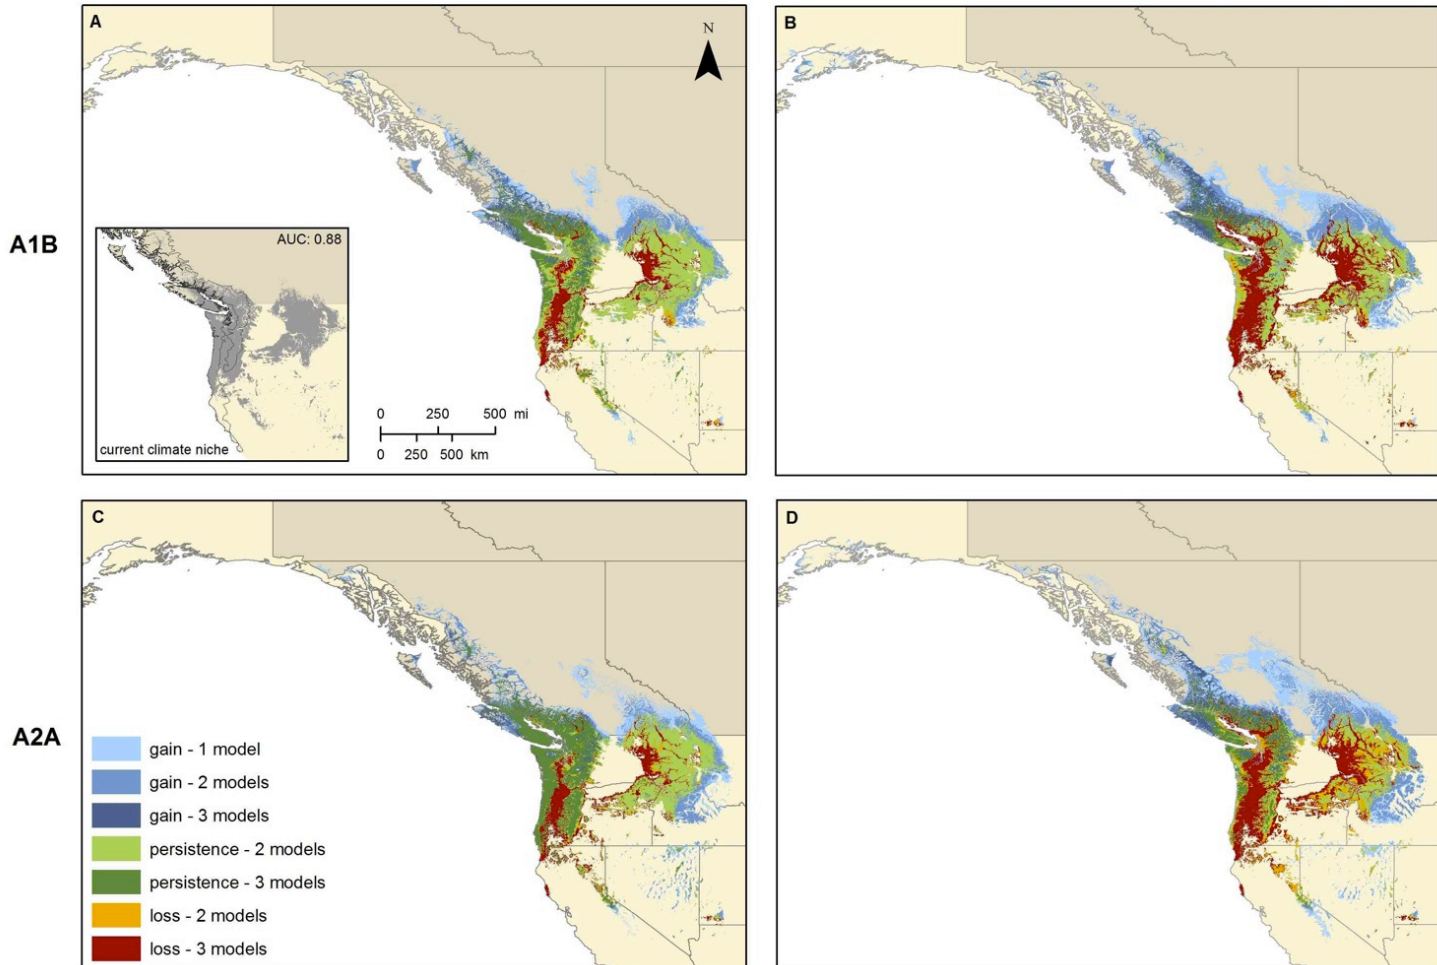 A
N
B
A1B
AUC: 0.88
current climate niche
0 250 500 mi
0 250 500 km
C
D
A2A
gain - 1 model
gain - 2 models
gain - 3 models
persistence - 2 models
persistence - 3 models
loss - 2 models
loss - 3 models